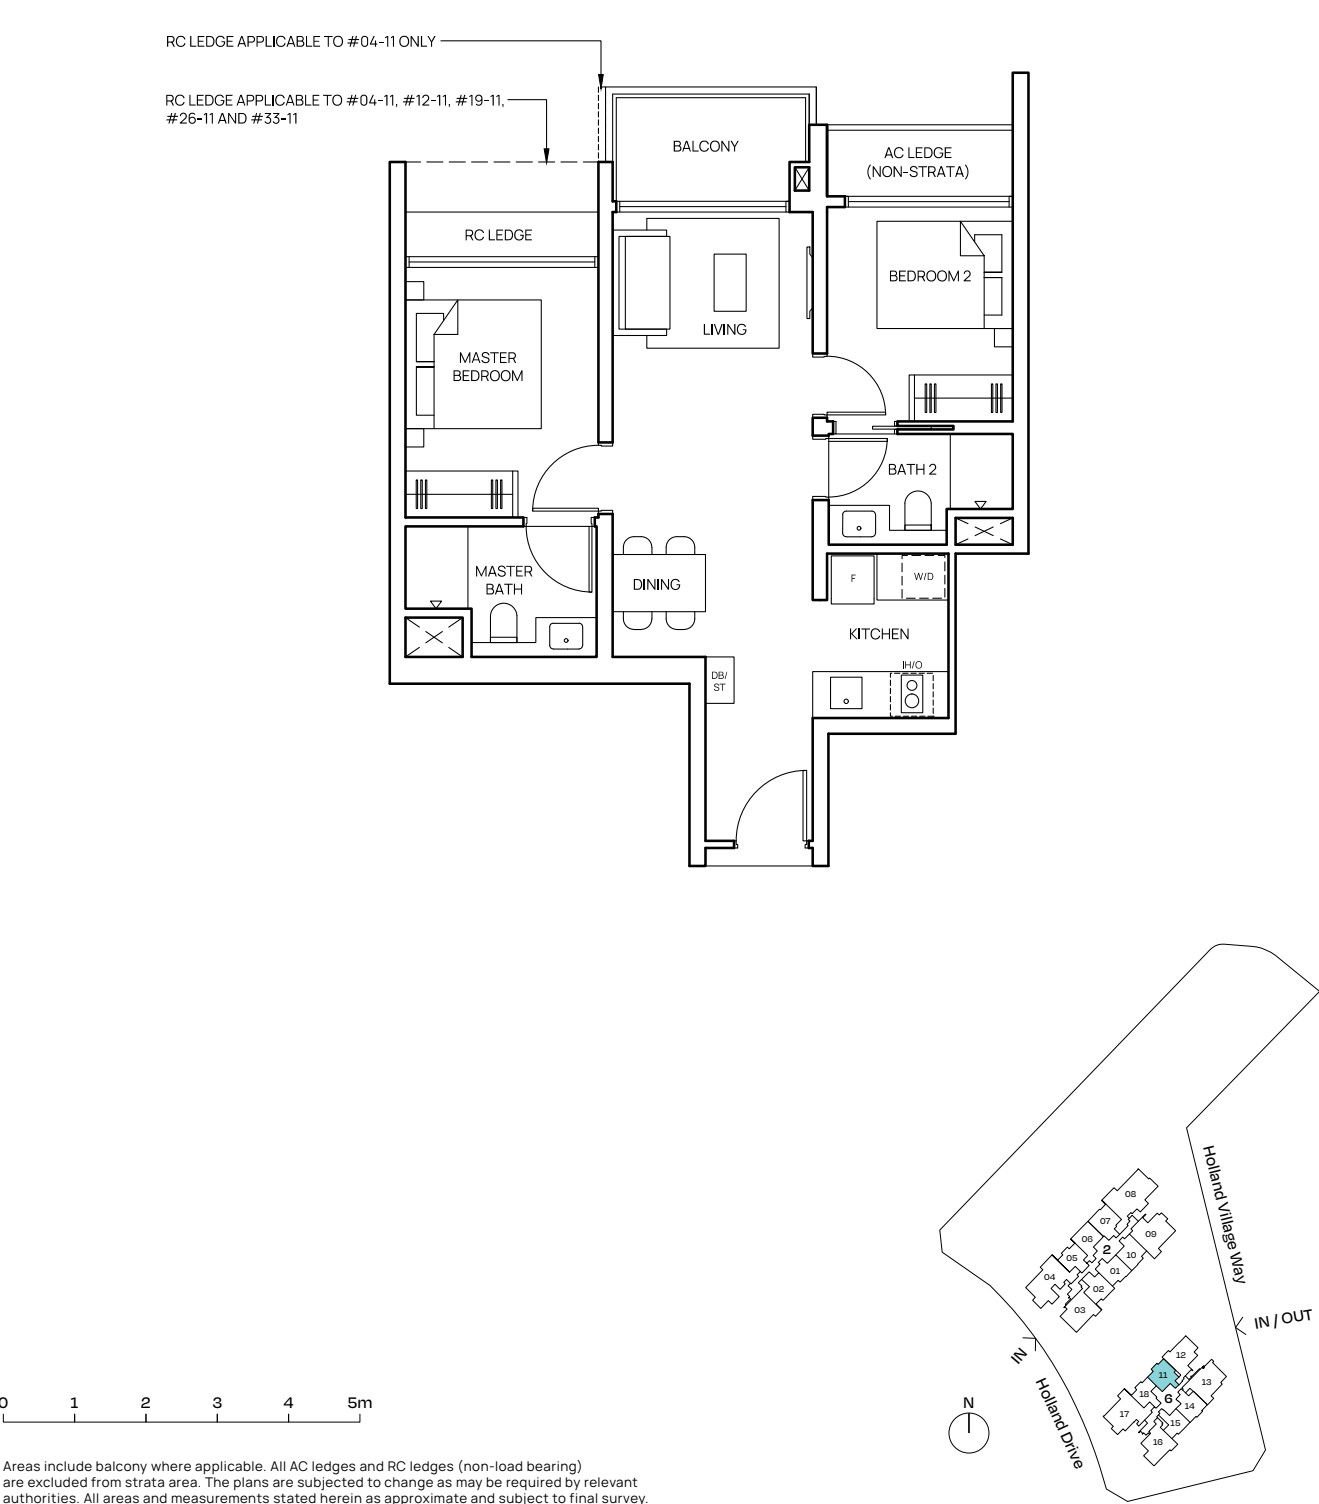 RC LEDGE APPLICABLE TO #04-11 ONLY
RC LEDGE APPLICABLE TO #04-11, #12-11, #19-11,
#26-11 AND #33-11
BALCONY
AC LEDGE
(NON-STRATA)
RC LEDGE
BEDROOM 2
LIVING
MASTER
BEDROOM
BATH 2
MASTER
BATH
DINING
F
W/D
KITCHEN
IH/O
DB/
ST
Holland Village Way
08
07
09
06
2
10
05
01
04
02
03
IN / OUT
IN
12
11
13
18
6
14
17
15
16
Holland Drive
N
0 1 2 3 4 5m
Areas include balcony where applicable. All AC ledges and RC ledges (non-load bearing)
are excluded from strata area. The plans are subjected to change as may be required by relevant
authorities. All areas and measurements stated herein as approximate and subject to final survey.